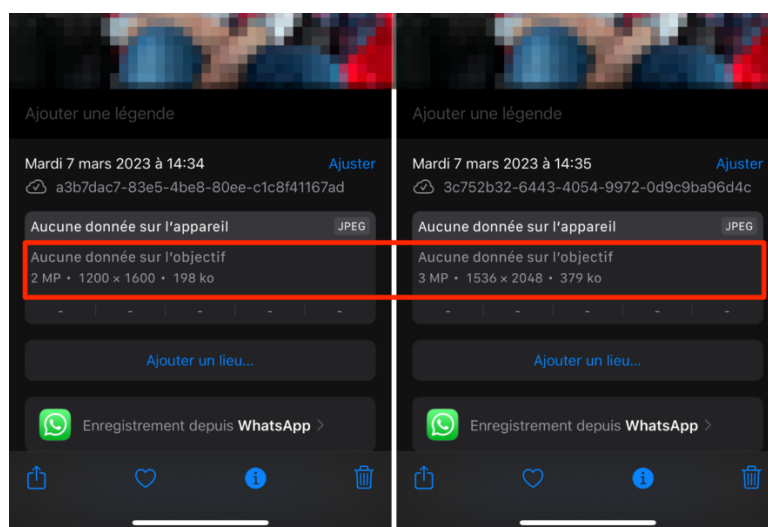 Ajouter une légende
Mardi 7 mars 2023 à 14:34 Ajuster
a3b7dac7-83e5-4be8-80ee-c1c8f41167ad
Aucune donnée sur l'appareil JPEG
Aucune donnée sur l'objectif
2 MP • 1200 × 1600 • 198 ko
- - - - -
Ajouter un lieu...
Enregistrement depuis WhatsApp >
Ajouter une légende
Mardi 7 mars 2023 à 14:35 Ajuster
3c752b32-6443-4054-9972-0d9c9ba96d4c
Aucune donnée sur l'appareil JPEG
Aucune donnée sur l'objectif
3 MP • 1536 × 2048 • 379 ko
- - - - -
Ajouter un lieu...
Enregistrement depuis WhatsApp >